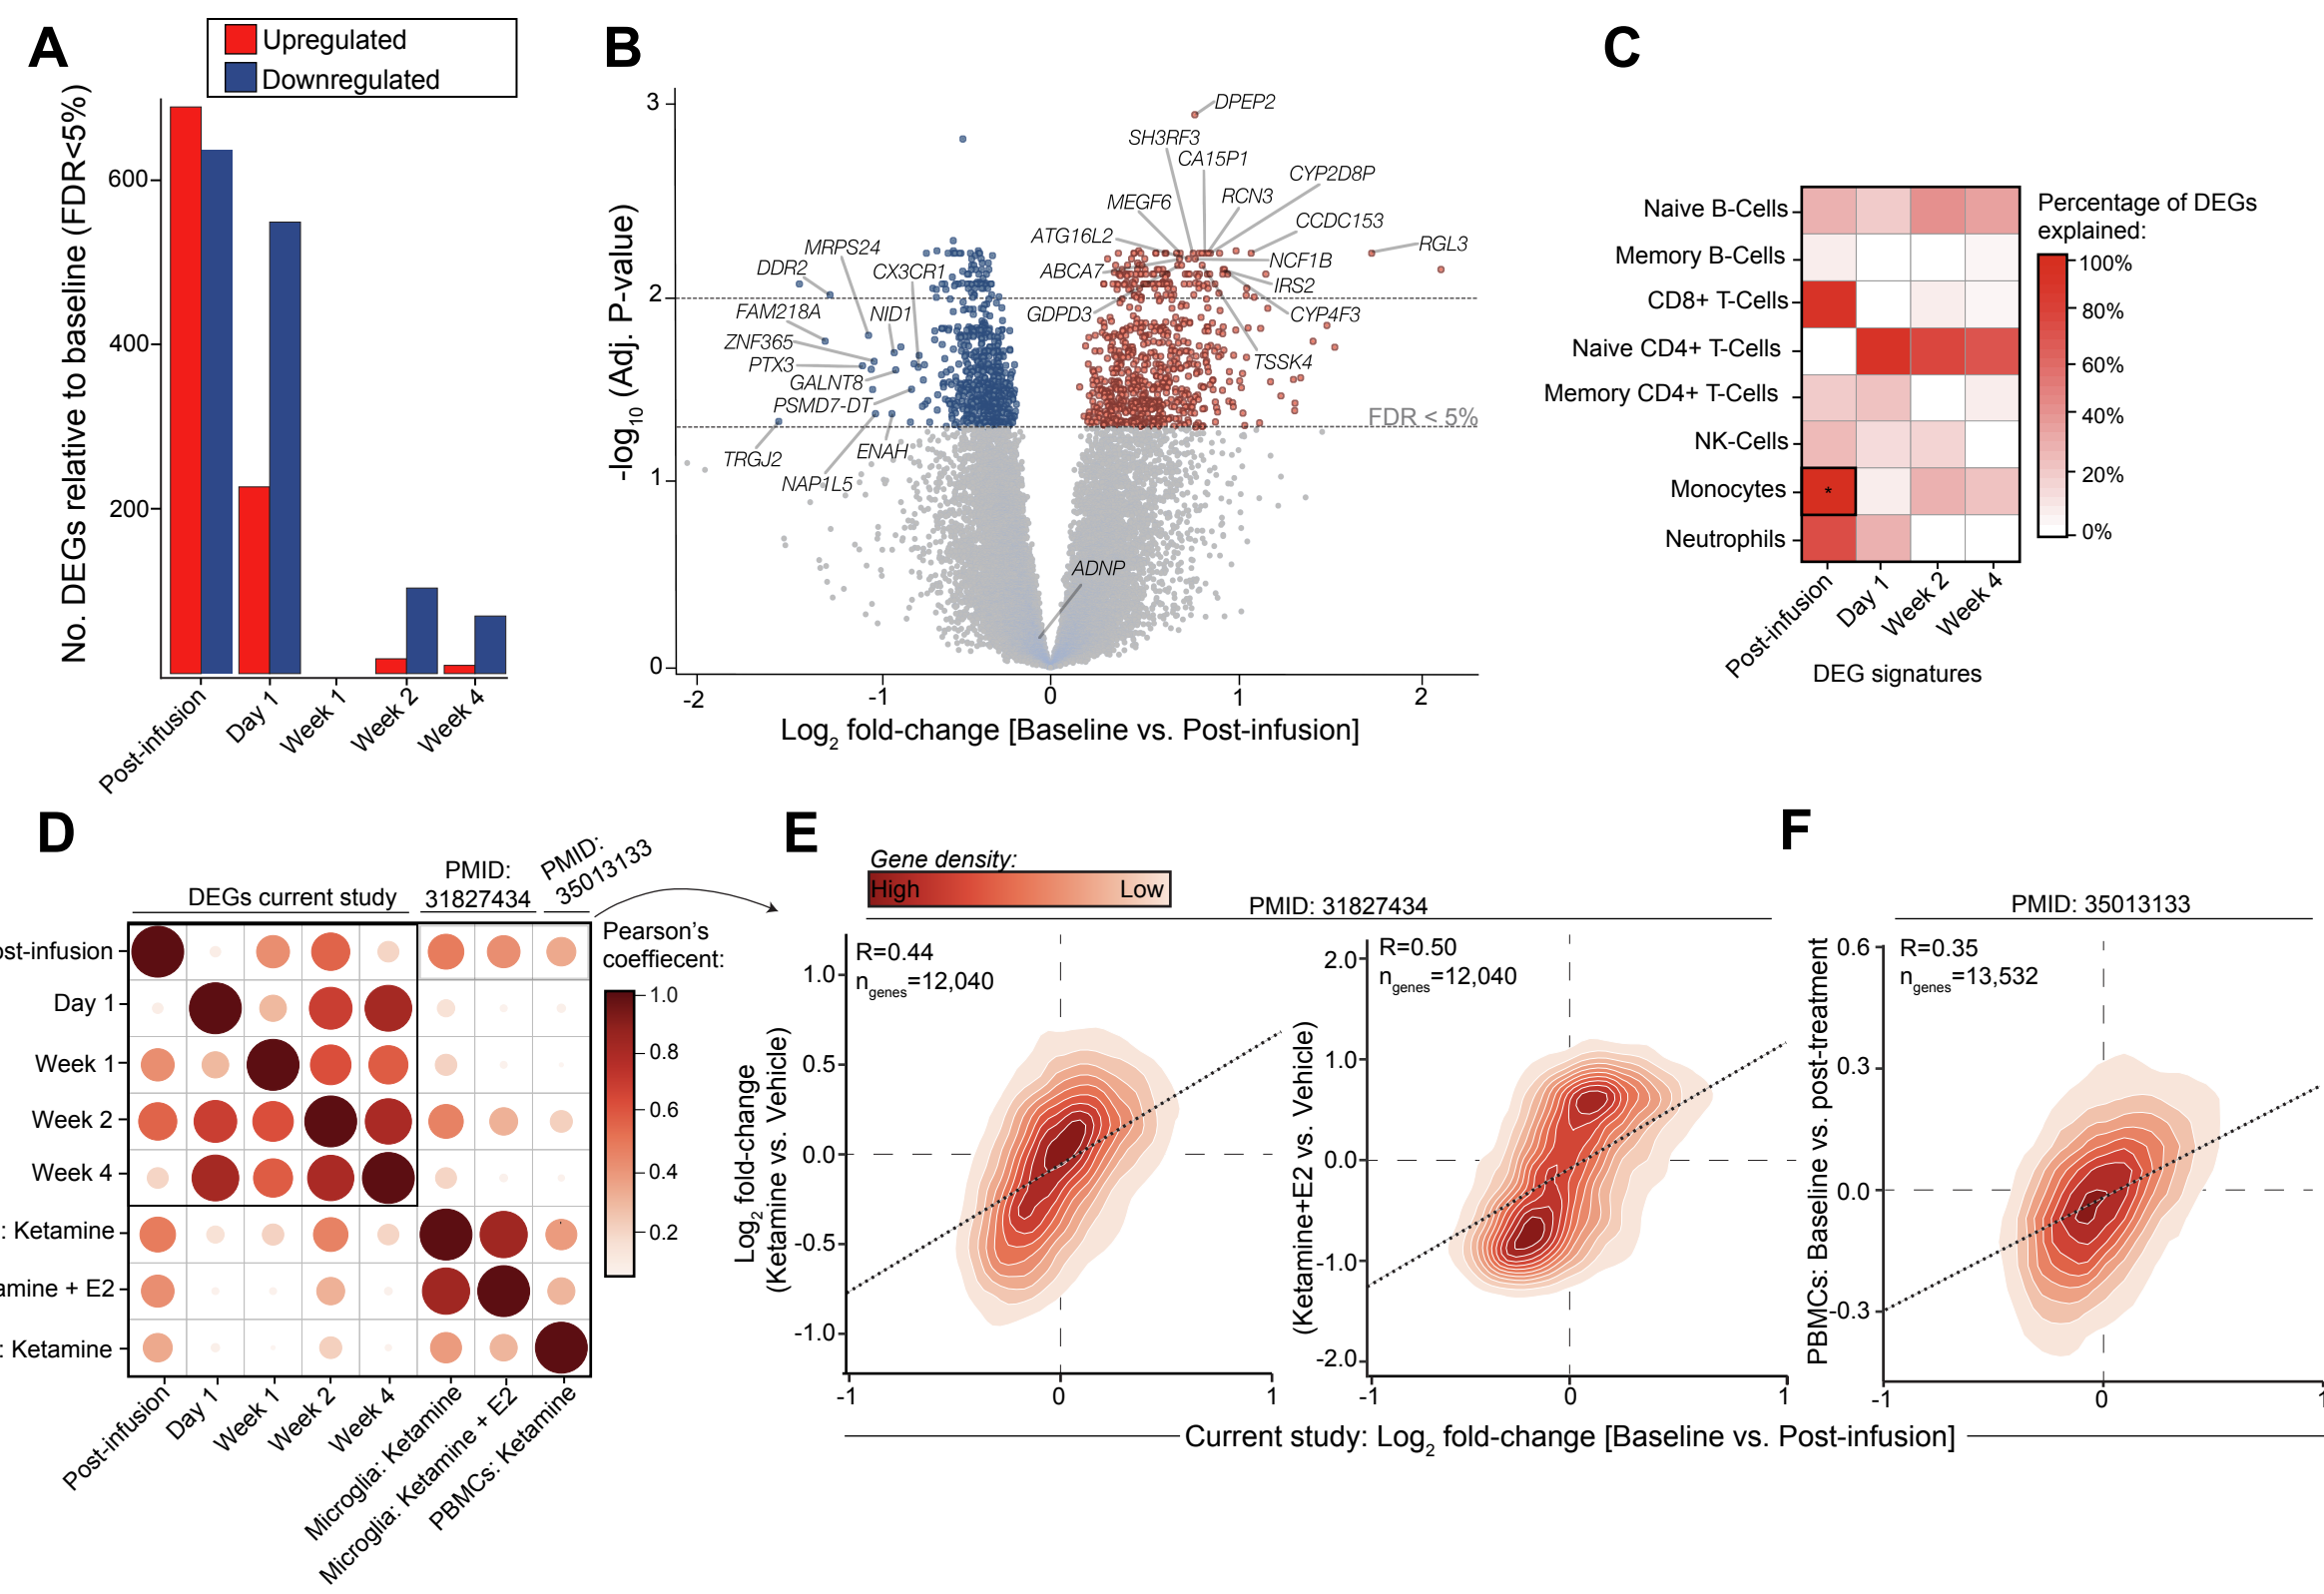 A
Upregulated
Downregulated
No. DEGs relative to baseline (FDR<5%)
600
400
200
Post-infusion
Day 1
Week 1
Week 2
Week 4
B
-log10 (Adj. P-value)
3
2
1
0
DPEP2
SH3RF3
CA15P1
CYP2D8P
MEGF6
RCN3
CCDC153
ATG16L2
RGL3
MRPS24
DDR2
CX3CR1
ABCA7
NCF1B
IRS2
FAM218A
NID1
GDPD3
CYP4F3
ZNF365
PTX3
TSSK4
GALNT8
PSMD7-DT
FDR < 5%
TRGJ2
ENAH
NAP1L5
ADNP
-2
-1
0
1
2
Log2 fold-change [Baseline vs. Post-infusion]
C
Naive B-Cells
Memory B-Cells
CD8+ T-Cells
Naive CD4+ T-Cells
Memory CD4+ T-Cells
NK-Cells
Monocytes
*
Neutrophils
Post-infusion
Day 1
Week 2
Week 4
DEG signatures
Percentage of DEGs
explained:
100%
80%
60%
40%
20%
0%
D
DEGs current study
PMID:
31827434
PMID:
35013133
ost-infusion
Day 1
Week 1
Week 2
Week 4
: Ketamine
amine + E2
: Ketamine
Post-infusion
Day 1
Week 1
Week 2
Week 4
Microglia: Ketamine
Microglia: Ketamine + E2
PBMCs: Ketamine
Pearson's
coeffiecent:
1.0
0.8
0.6
0.4
0.2
E
Gene density:
High
Low
PMID: 31827434
R=0.44
ngenes=12,040
Log2 fold-change
(Ketamine vs. Vehicle)
1.0
0.5
0.0
-0.5
-1.0
-1
0
1
R=0.50
ngenes=12,040
(Ketamine+E2 vs. Vehicle)
2.0
1.0
0.0
-1.0
-2.0
-1
0
1
F
PMID: 35013133
R=0.35
ngenes=13,532
PBMCs: Baseline vs. post-treatment
0.6
0.3
0.0
-0.3
-1
0
1
Current study: Log2 fold-change [Baseline vs. Post-infusion]